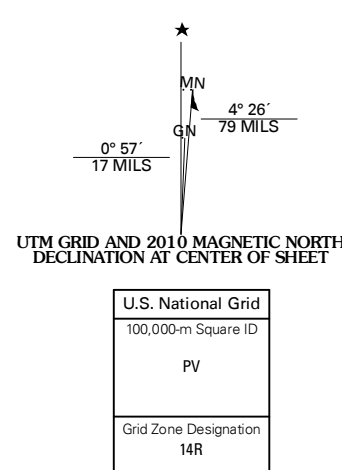 MN
4° 26´
79 MILS
GN
0° 57´
17 MILS
UTM GRID AND 2010 MAGNETIC NORTH
DECLINATION AT CENTER OF SHEET
U.S. National Grid
100,000-m Square ID
PV
Grid Zone Designation
14R